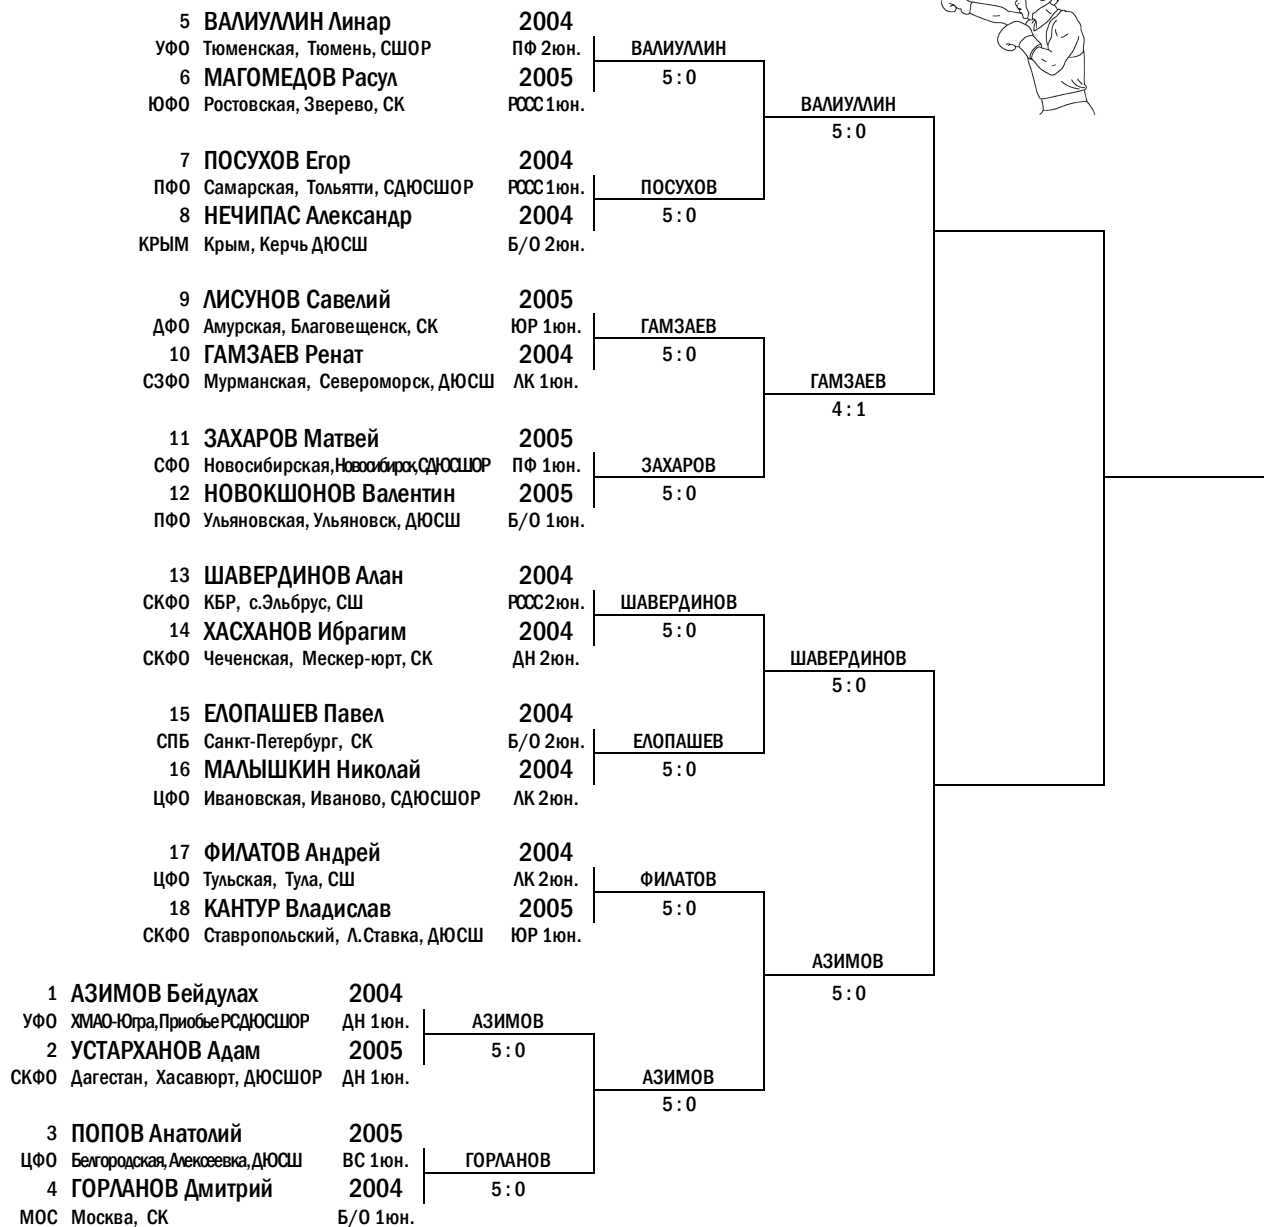 5 ВАЛИУЛЛИН Линар 2004
УФО Тюменская, Тюмень, СШОР ПФ 2юн. ВАЛИУЛЛИН
6 МАГОМЕДОВ Расул 2005 5 : 0
ЮФО Ростовская, Зверево, СК РССС 1юн. ВАЛИУЛЛИН
5 : 0
7 ПОСУХОВ Егор 2004
ПФО Самарская, Тольятти, СДЮСШОР РССС 1юн. ПОСУХОВ
8 НЕЧИПАС Александр 2004 5 : 0
КРЫМ Крым, Керчь ДЮСШ Б/О 2юн.
9 ЛИСУНОВ Савелий 2005
ДФО Амурская, Благовещенск, СК ЮР 1юн. ГАМЗАЕВ
10 ГАМЗАЕВ Ренат 2004 5 : 0
СЗФО Мурманская, Североморск, ДЮСШ ЛК 1юн. ГАМЗАЕВ
4 : 1
11 ЗАХАРОВ Матвей 2005
СФО Новосибирская, Новосибирск, СДЮСШОР ПФ 1юн. ЗАХАРОВ
12 НОВОКШОНОВ Валентин 2005 5 : 0
ПФО Ульяновская, Ульяновск, ДЮСШ Б/О 1юн.
13 ШАВЕРДИНОВ Алан 2004
СКФО КБР, с.Эльбрус, СШ РССС 2юн. ШАВЕРДИНОВ
14 ХАСХАНОВ Ибрагим 2004 5 : 0
СКФО Чеченская, Мескер-юрт, СК ДН 2юн. ШАВЕРДИНОВ
5 : 0
15 ЕЛОПАШЕВ Павел 2004
СПБ Санкт-Петербург, СК Б/О 2юн. ЕЛОПАШЕВ
16 МАЛЫШКИН Николай 2004 5 : 0
ЦФО Ивановская, Иваново, СДЮСШОР ЛК 2юн.
17 ФИЛАТОВ Андрей 2004
ЦФО Тульская, Тула, СШ ЛК 2юн. ФИЛАТОВ
18 КАНТУР Владислав 2005 5 : 0
СКФО Ставропольский, Л.Ставка, ДЮСШ ЮР 1юн.
АЗИМОВ
1 АЗИМОВ Бейдулах 2004 5 : 0
УФО ХМАО-Югра, Приобье РСДЮСШОР ДН 1юн. АЗИМОВ
2 УСТАРХАНОВ Адам 2005 5 : 0
СКФО Дагестан, Хасавюрт, ДЮСШОР ДН 1юн. АЗИМОВ
5 : 0
3 ПОПОВ Анатолий 2005
ЦФО Белгородская, Алексеевка, ДЮСШ ВС 1юн. ГОРЛАНОВ
4 ГОРЛАНОВ Дмитрий 2004 5 : 0
МОС Москва, СК Б/О 1юн.